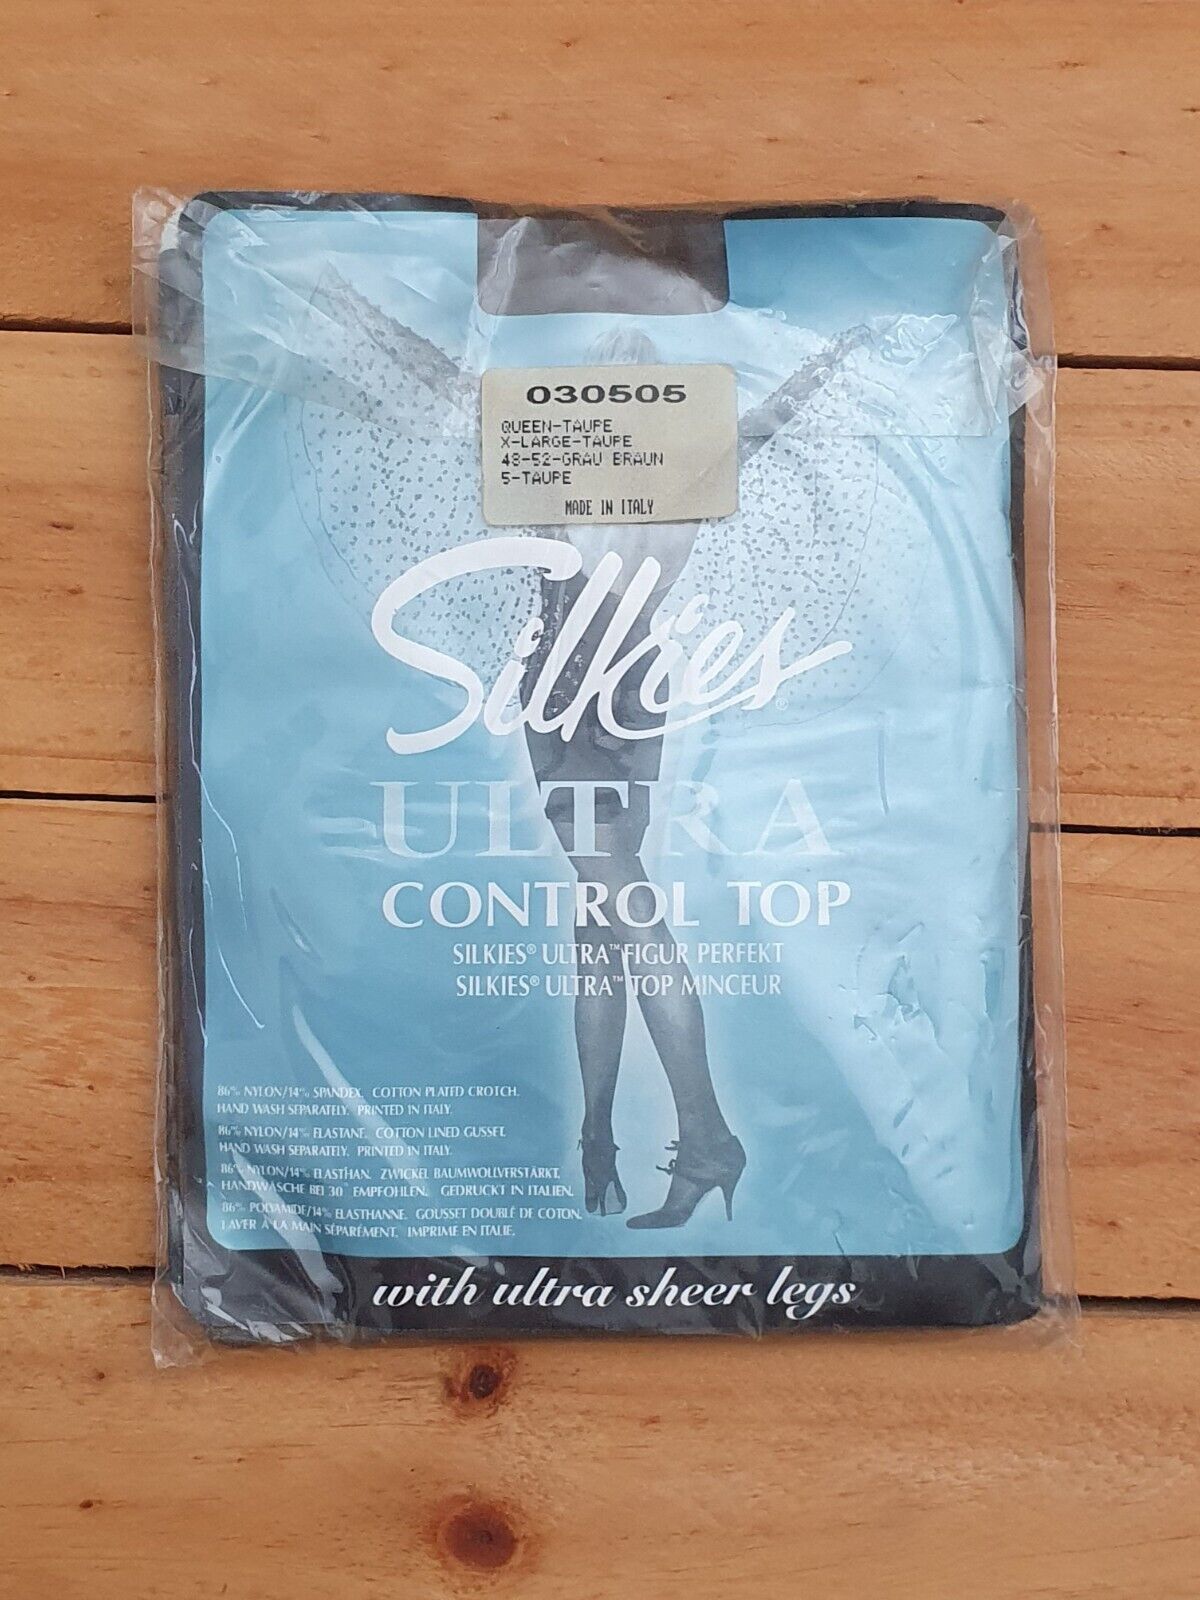 030505
QUEEN-TAUPE
X-LARGE-TAUPE
48-52-GRAU BRAUN
5-TAUPE
MADE IN ITALY
Silkies®
ULTRA
CONTROL TOP
SILKIES® ULTRA™ FIGUR PERFEKT
SILKIES® ULTRA™ TOP MINCEUR
86% NYLON/14% SPANDEX. COTTON PLATED CROTCH.
HAND WASH SEPARATELY. PRINTED IN ITALY.
86% NYLON/14% ELASTANE. COTTON LINED GUSSET.
HAND WASH SEPARATELY. PRINTED IN ITALY.
86% NYLON/14% ELASTHAN. ZWICKEL BAUMWOLLVERSTÄRKT.
HANDWÄSCHE BEI 30° EMPFOHLEN. GEDRUCKT IN ITALIEN.
86% POLYAMIDE/14% ELASTHANNE. GOUSSET DOUBLÉ DE COTON.
LAVER À LA MAIN SÉPARÉMENT. IMPRIME EN ITALIE.
with ultra sheer legs